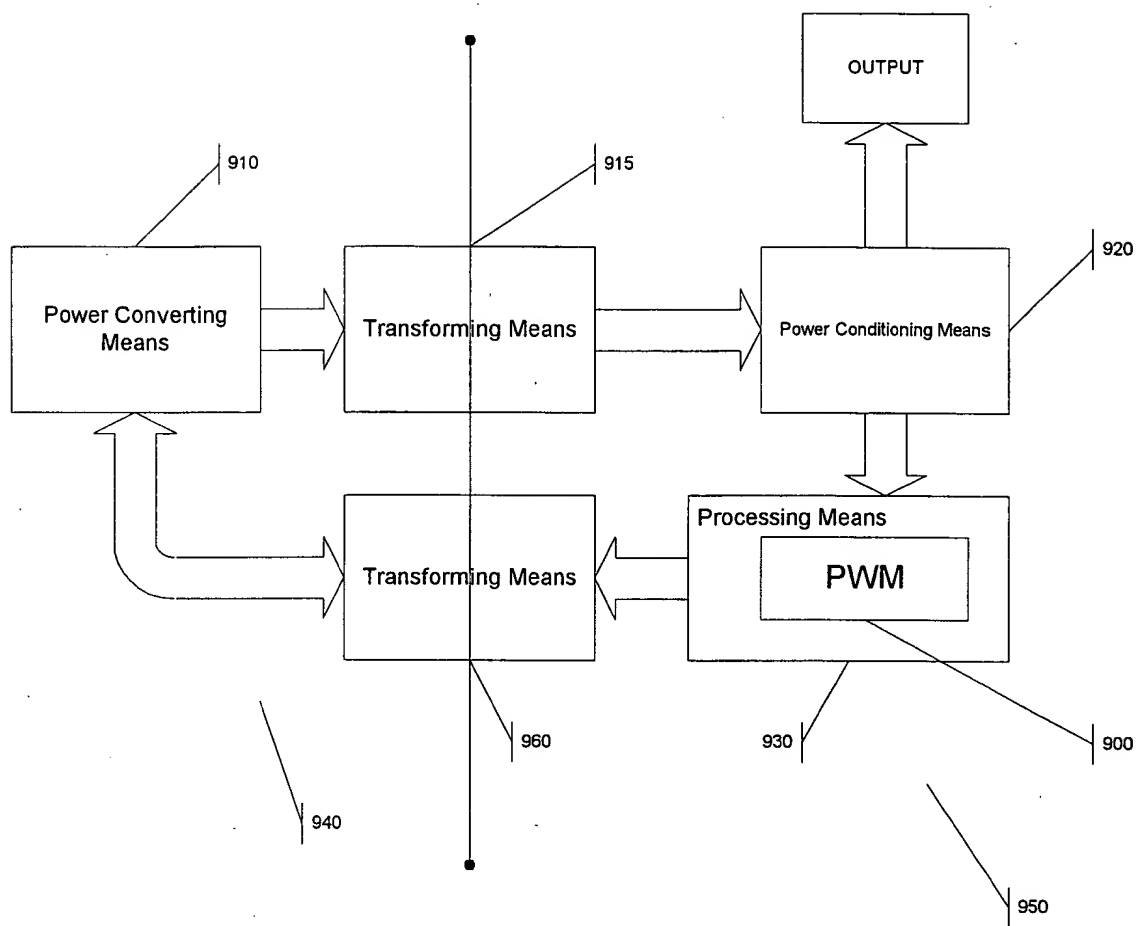 OUTPUT
910
915
920
Power Converting
Means
Transforming Means
Power Conditioning Means
Processing Means
PWM
Transforming Means
960
930
900
940
950